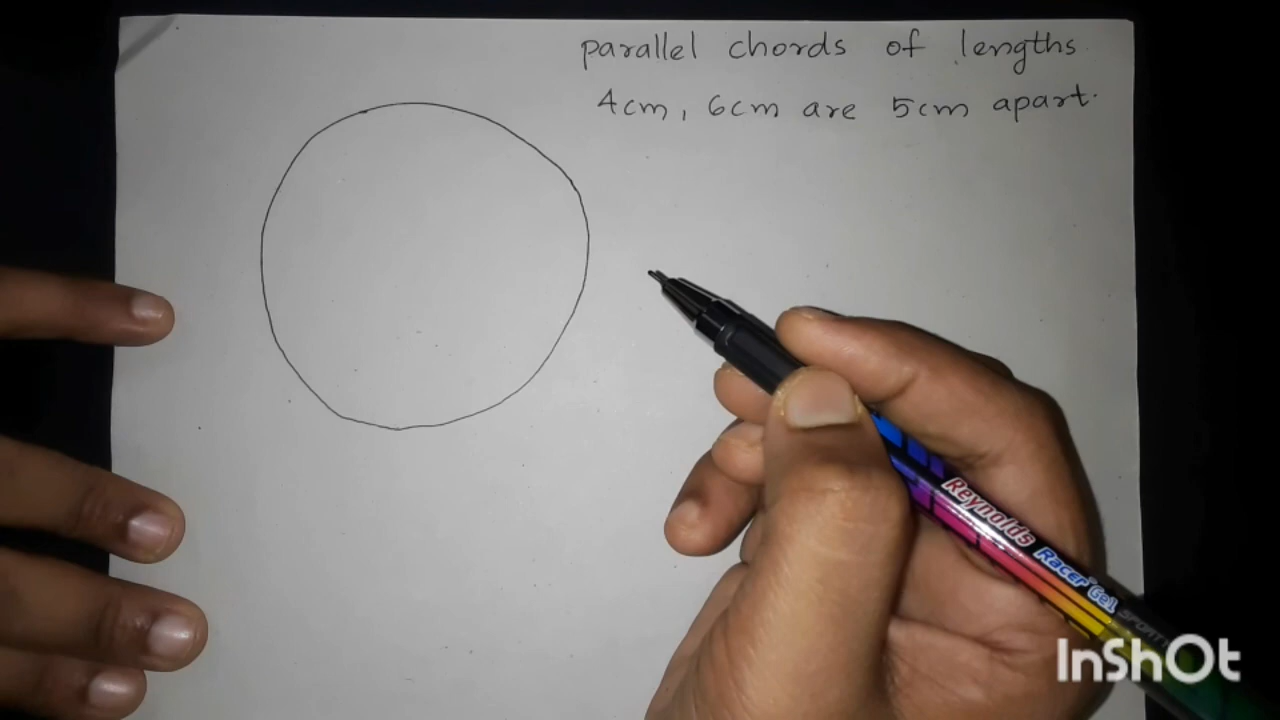 parallel chords of lengths
4cm, 6cm are 5cm apart.
Reynolds Racer Gel
InShOt